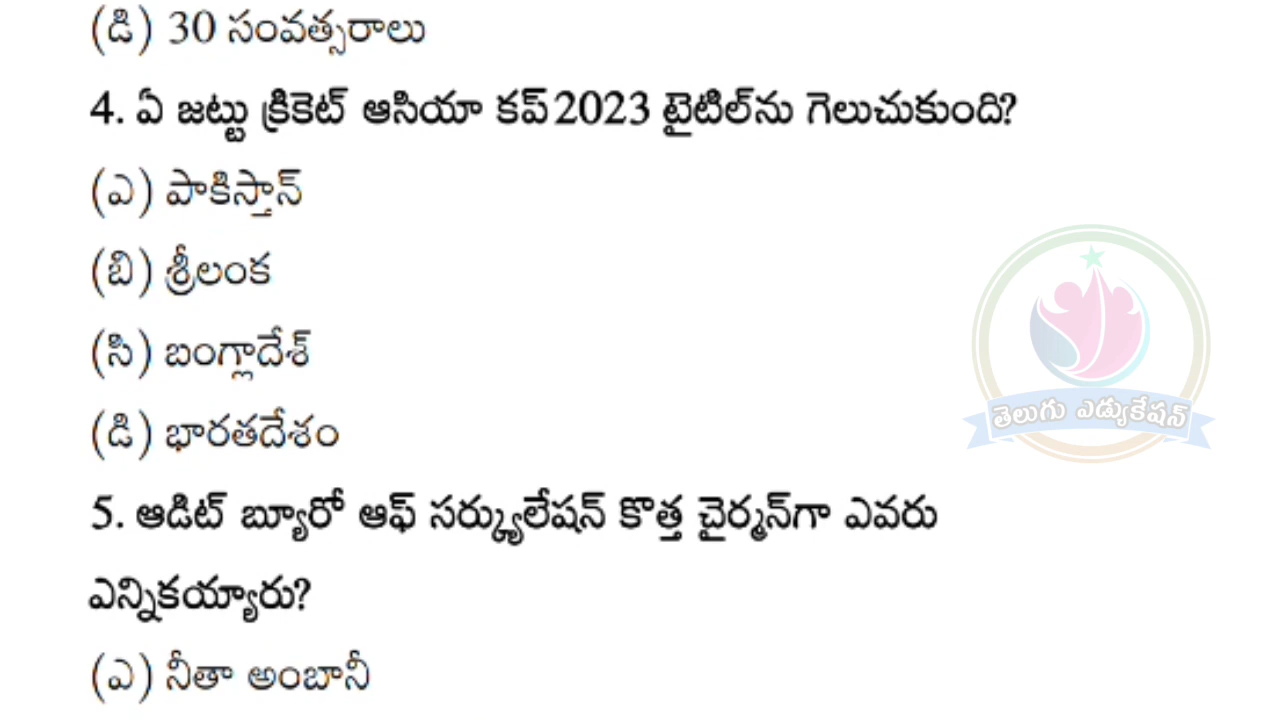 (డి) 30 సంవత్సరాలు
4. ఏ జట్టు క్రికెట్ ఆసియా కప్ 2023 టైటిల్‌ను గెలుచుకుంది?
(ఎ) పాకిస్తాన్
(బి) శ్రీలంక
(సి) బంగ్లాదేశ్
(డి) భారతదేశం
తెలుగు ఎడ్యుకేషన్
5. ఆడిట్ బ్యూరో ఆఫ్ సర్క్యులేషన్ కొత్త చైర్మన్‌గా ఎవరు
ఎన్నికయ్యారు?
(ఎ) నీతా అంబానీ